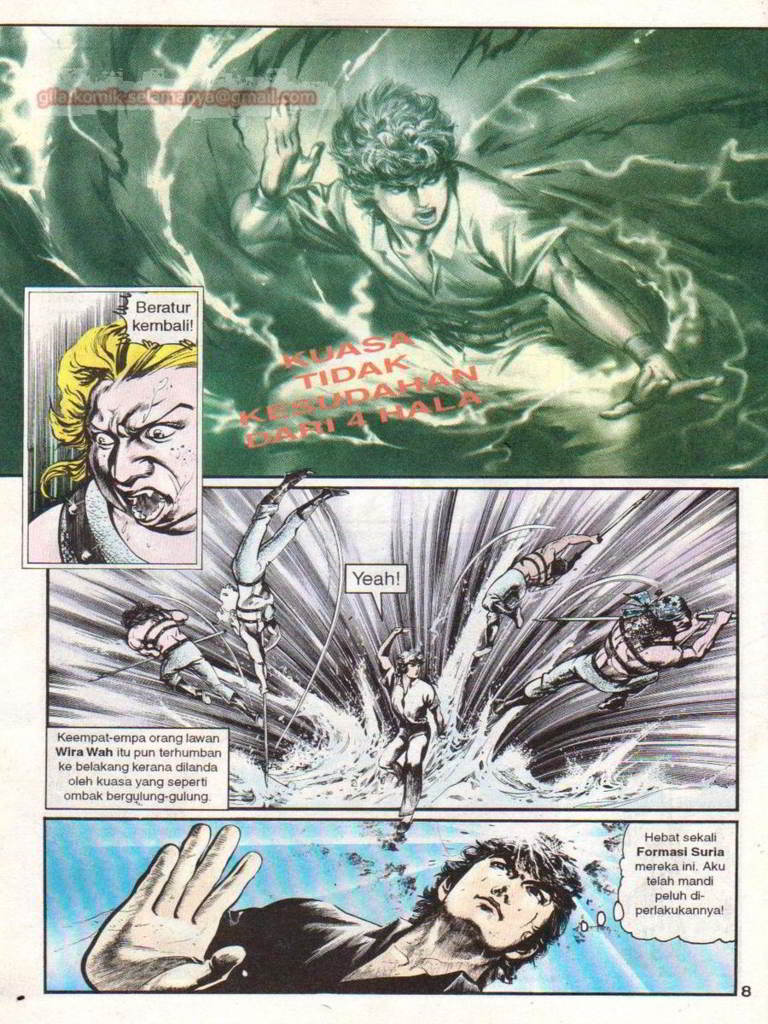 gila.komik-selamanya@gmail.com
KUASA
TIDAK
KESUDAHAN
DARI 4 HALA
Beratur
kembali!
Yeah!
Keempat-empa orang lawan
Wira Wah itu pun terhumban
ke belakang kerana dilanda
oleh kuasa yang seperti
ombak bergulung-gulung.
Hebat sekali
Formasi Suria
mereka ini. Aku
telah mandi
peluh di-
perlakukannya!
8